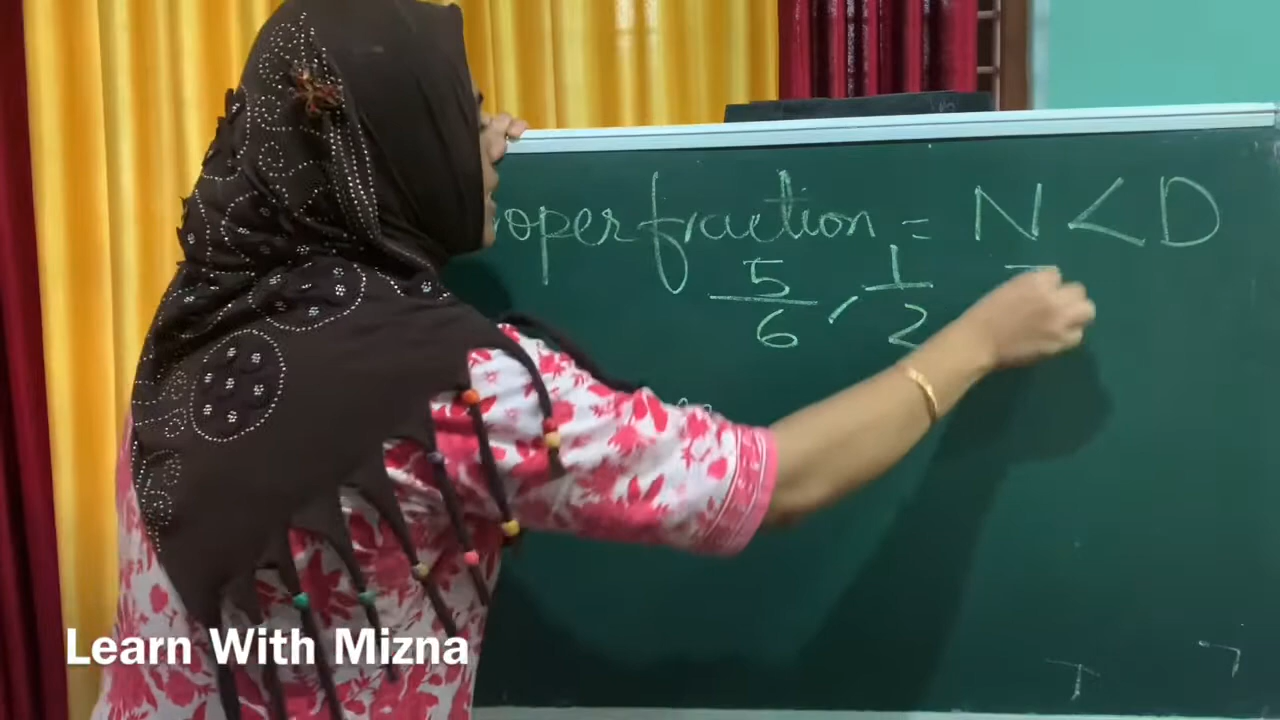 oper fraction = N < D
5/6, 1/2
Learn With Mizna